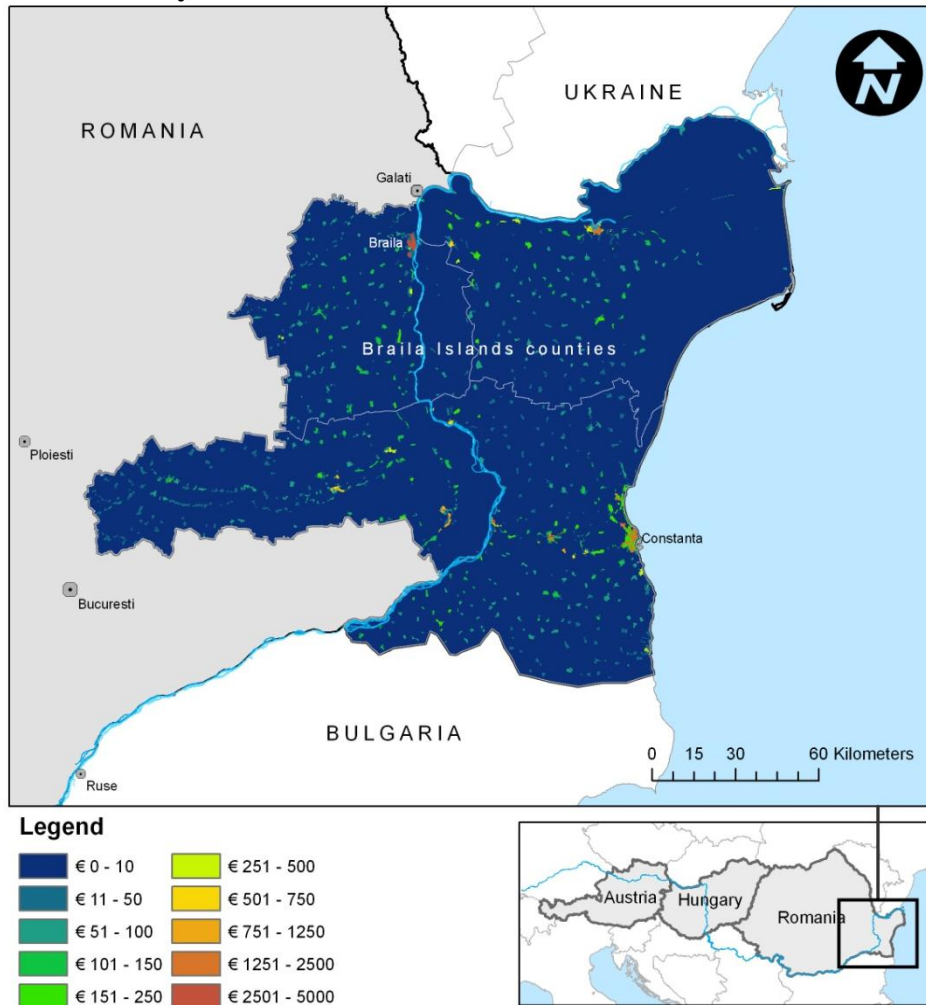 N
UKRAINE
ROMANIA
Galati
Braila
Braila Islands counties
Ploiesti
Constanta
Bucuresti
BULGARIA
0 15 30 60 Kilometers
Ruse
Legend
€ 0 - 10
€ 11 - 50
€ 51 - 100
€ 101 - 150
€ 151 - 250
€ 251 - 500
€ 501 - 750
€ 751 - 1250
€ 1251 - 2500
€ 2501 - 5000
Austria
Hungary
Romania